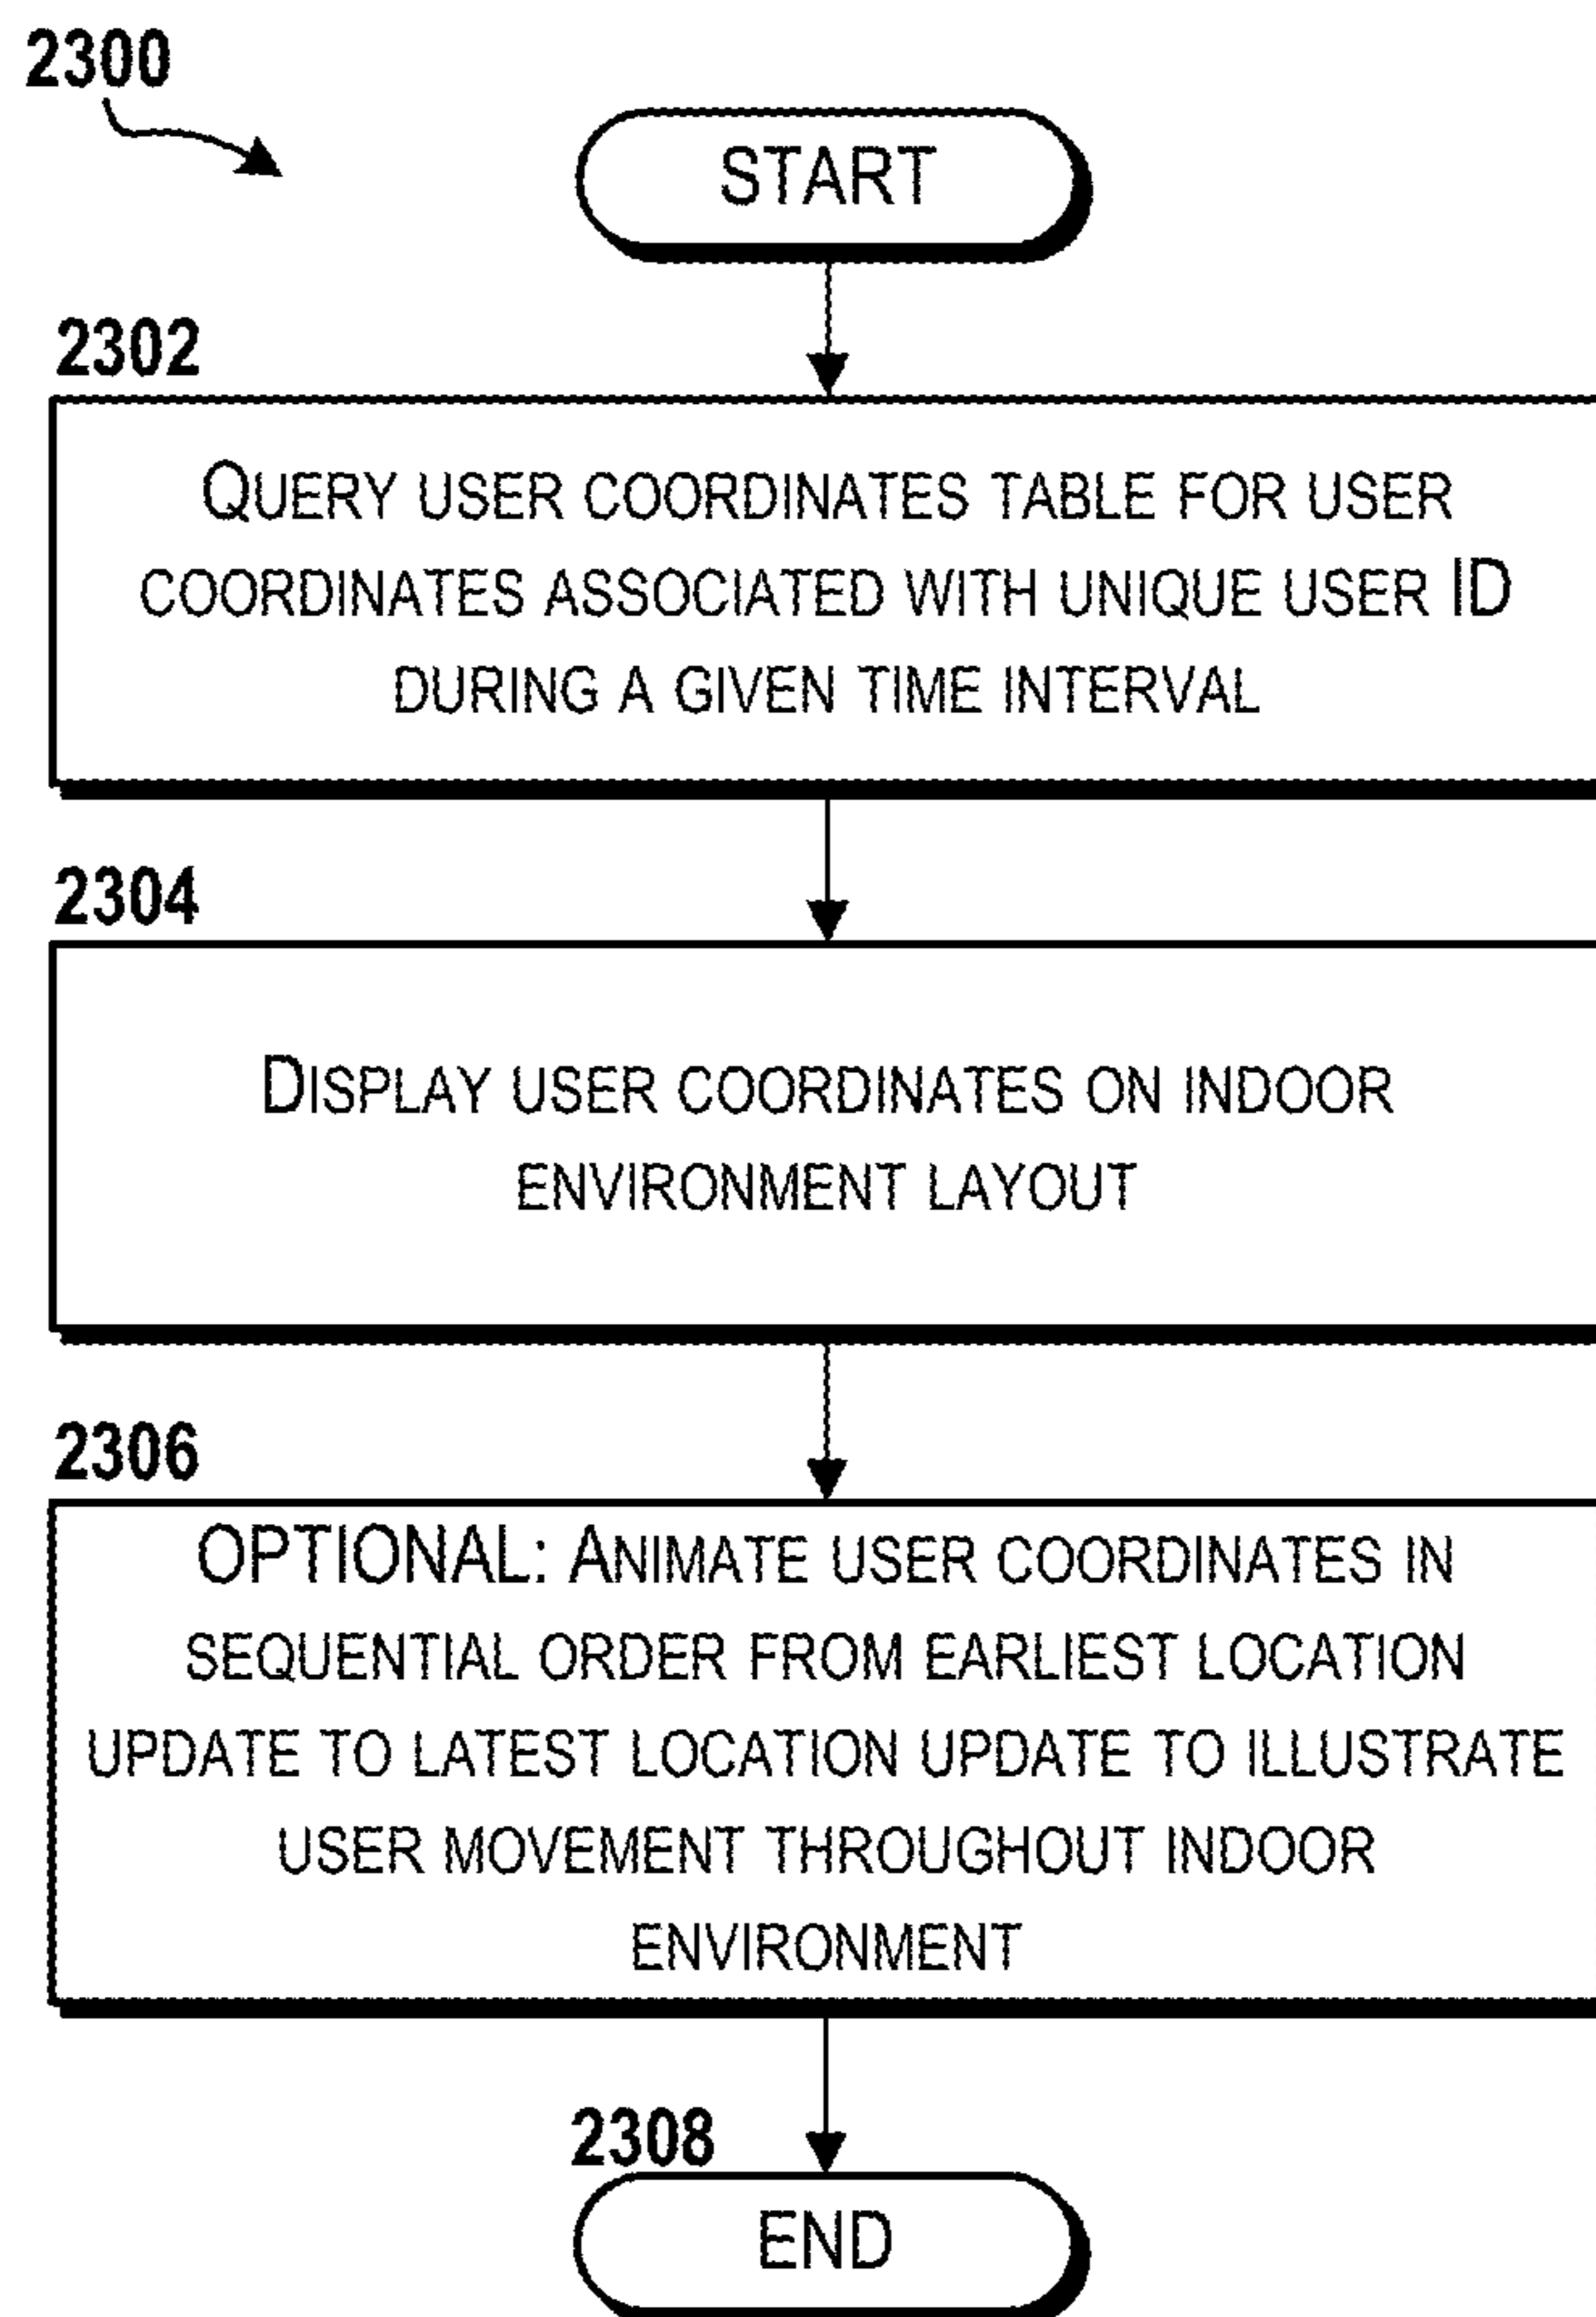 2300
START
2302
QUERY USER COORDINATES TABLE FOR USER
COORDINATES ASSOCIATED WITH UNIQUE USER ID
DURING A GIVEN TIME INTERVAL
2304
DISPLAY USER COORDINATES ON INDOOR
ENVIRONMENT LAYOUT
2306
OPTIONAL: ANIMATE USER COORDINATES IN
SEQUENTIAL ORDER FROM EARLIEST LOCATION
UPDATE TO LATEST LOCATION UPDATE TO ILLUSTRATE
USER MOVEMENT THROUGHOUT INDOOR
ENVIRONMENT
2308
END